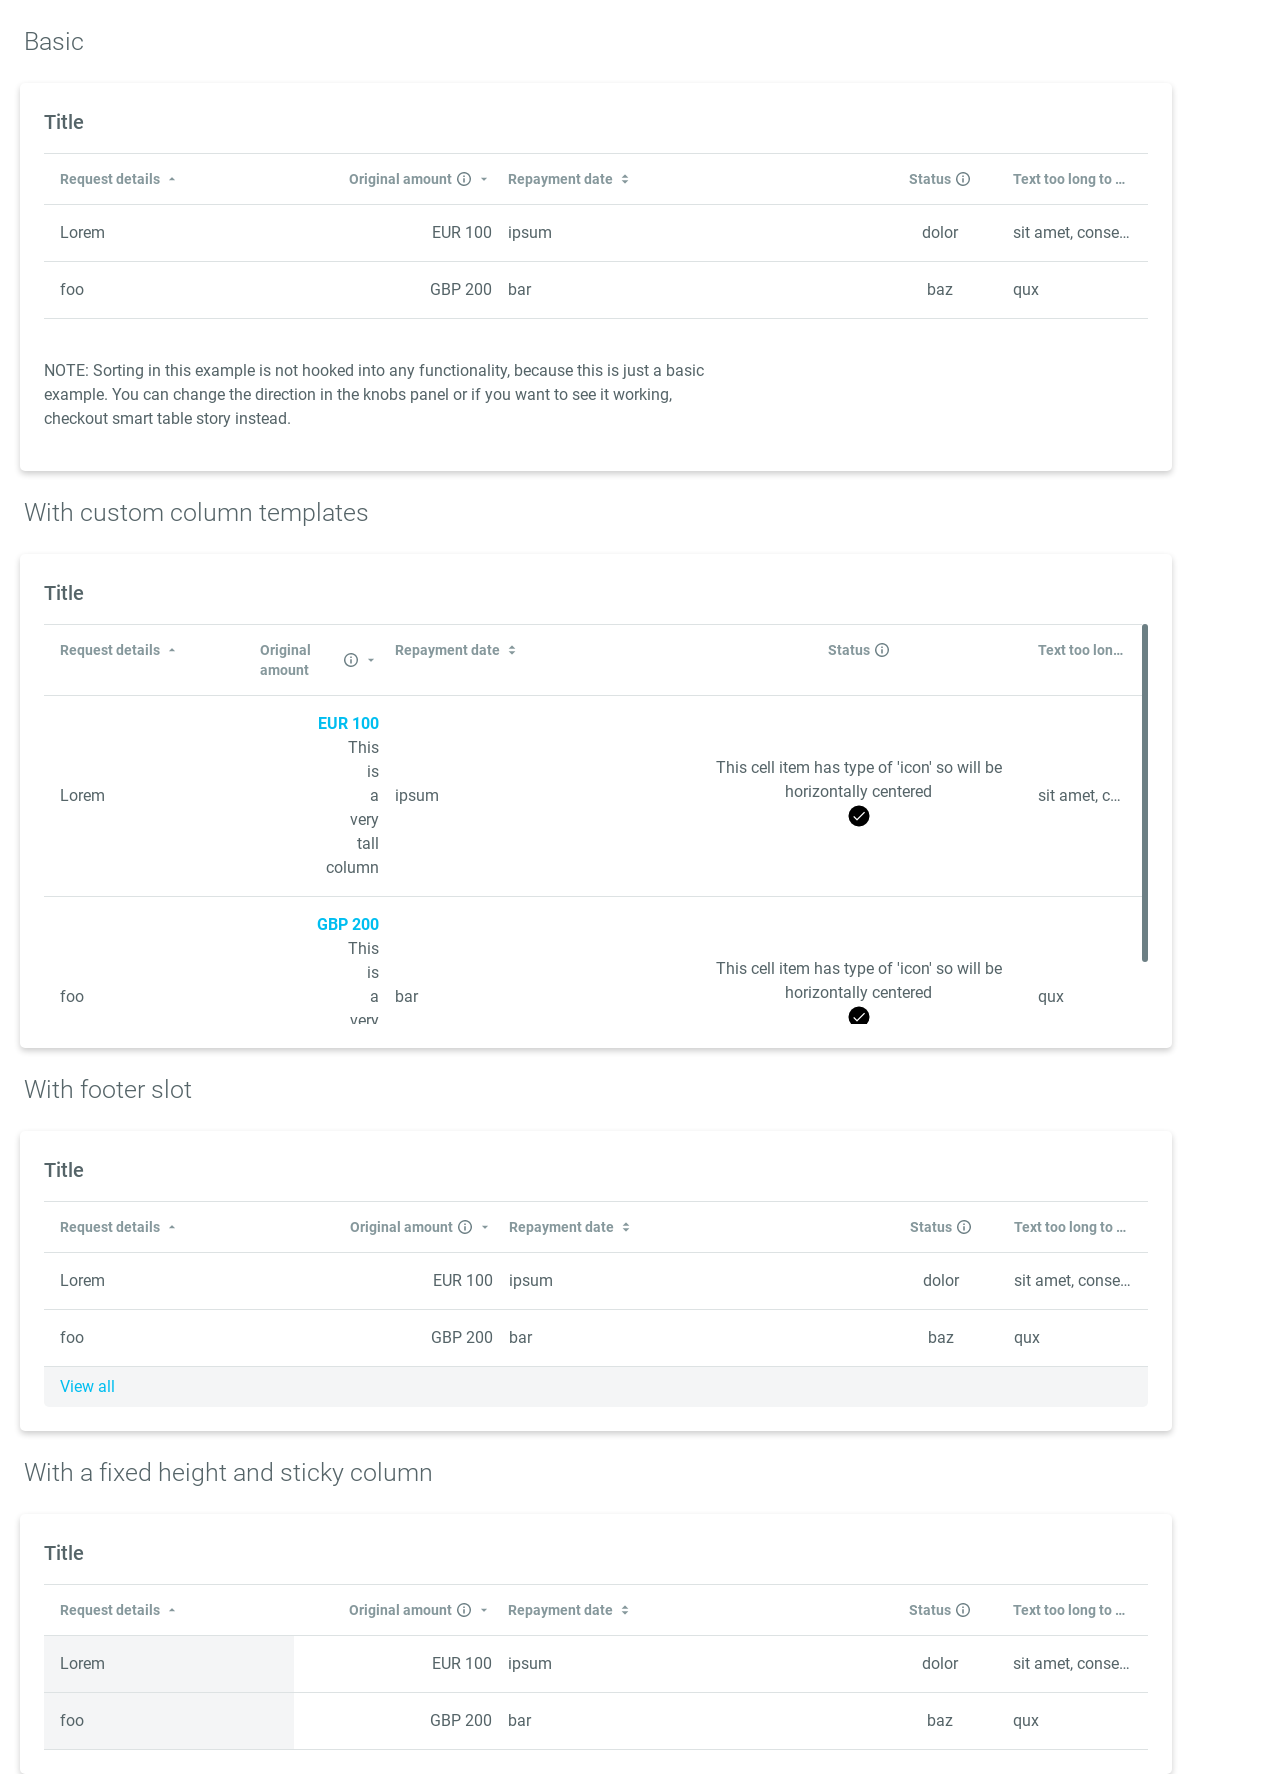 Basic
Title
Request details Original amount Repayment date Status Text too long to …
Lorem EUR 100 ipsum dolor sit amet, conse…
foo GBP 200 bar baz qux
NOTE: Sorting in this example is not hooked into any functionality, because this is just a basic
example. You can change the direction in the knobs panel or if you want to see it working,
checkout smart table story instead.
With custom column templates
Title
Request details Original amount Repayment date Status Text too lon…
EUR 100
This
is
a
very
tall
column
Lorem ipsum
This cell item has type of 'icon' so will be
horizontally centered
sit amet, c…
GBP 200
This
is
a
very
foo bar
This cell item has type of 'icon' so will be
horizontally centered
qux
With footer slot
Title
Request details Original amount Repayment date Status Text too long to …
Lorem EUR 100 ipsum dolor sit amet, conse…
foo GBP 200 bar baz qux
View all
With a fixed height and sticky column
Title
Request details Original amount Repayment date Status Text too long to …
Lorem EUR 100 ipsum dolor sit amet, conse…
foo GBP 200 bar baz qux